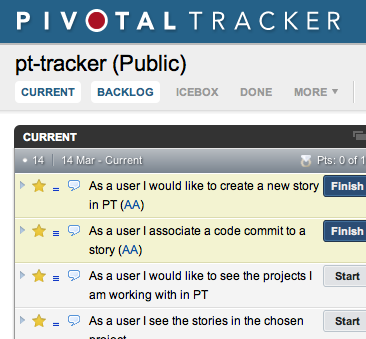 PIVOTAL TRACKER
pt-tracker (Public)
CURRENT BACKLOG ICEBOX DONE MORE
CURRENT
14 14 Mar - Current Pts: 0 of 1
As a user I would like to create a new story Finish
in PT (AA)
As a user I associate a code commit to a Finish
story (AA)
As a user I would like to see the projects I Start
am working with in PT
As a user I see the stories in the chosen Start
project